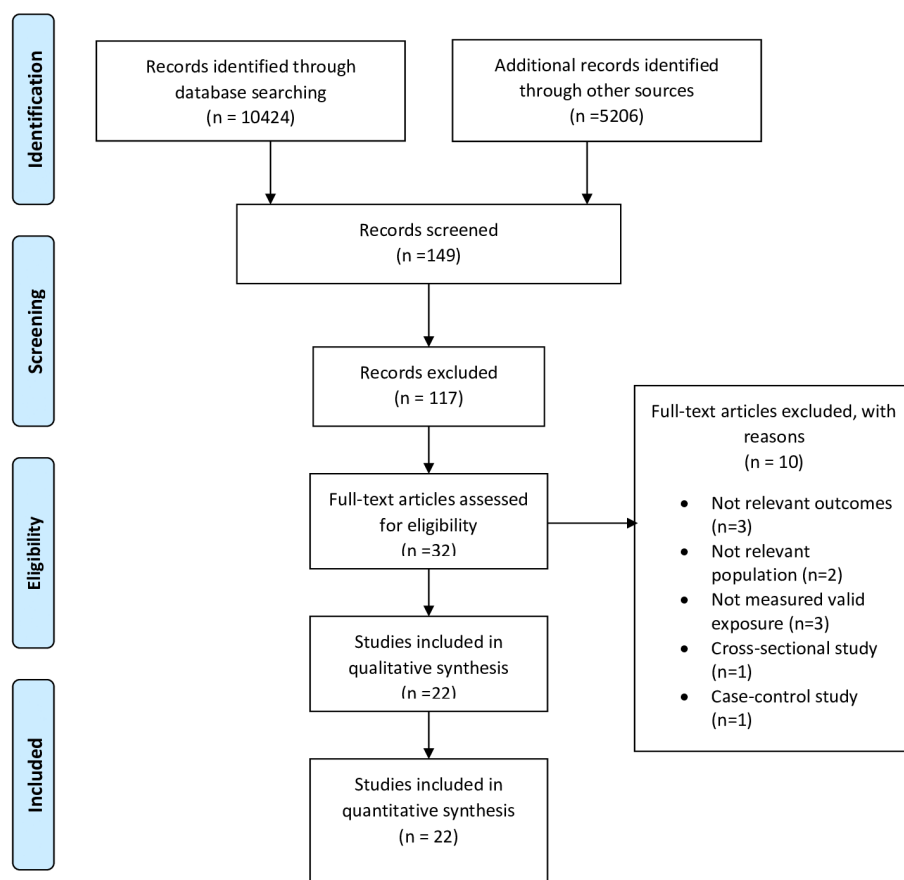 Identification
Records identified through
database searching
(n = 10424)
Additional records identified
through other sources
(n =5206)
Screening
Records screened
(n =149)
Records excluded
(n = 117)
Eligibility
Full-text articles assessed
for eligibility
(n =32)
Full-text articles excluded, with
reasons
(n = 10)
• Not relevant outcomes
(n=3)
• Not relevant
population (n=2)
• Not measured valid
exposure (n=3)
• Cross-sectional study
(n=1)
• Case-control study
(n=1)
Studies included in
qualitative synthesis
(n =22)
Included
Studies included in
quantitative synthesis
(n = 22)